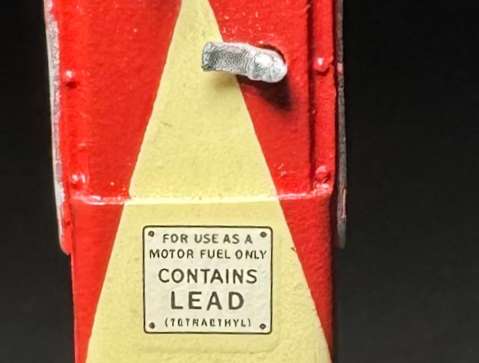 FOR USE AS A
MOTOR FUEL ONLY
CONTAINS
LEAD
(TETRAETHYL)